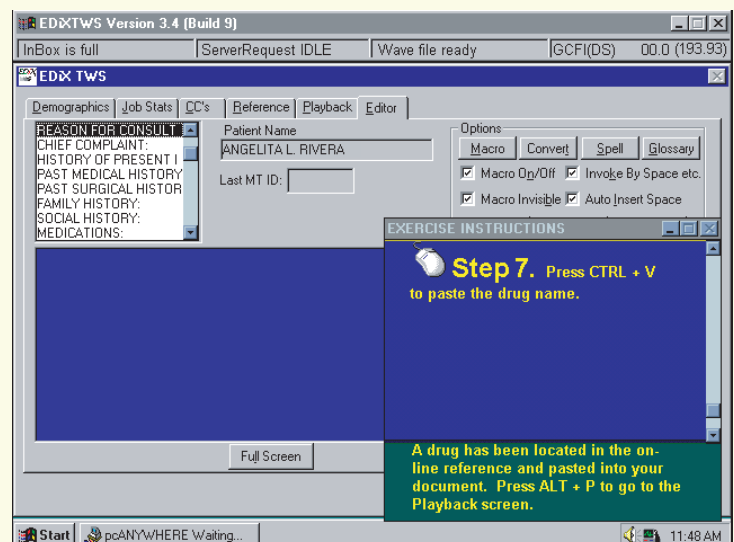 EDiXTWS Version 3.4 (Build 9)
InBox is full ServerRequest IDLE Wave file ready GCFI(DS) 00.0 (193.93)
EDiX TWS
Demographics Job Stats CC's Reference Playback Editor
REASON FOR CONSULT
CHIEF COMPLAINT:
HISTORY OF PRESENT I
PAST MEDICAL HISTORY
PAST SURGICAL HISTOR
FAMILY HISTORY:
SOCIAL HISTORY:
MEDICATIONS:
Patient Name
ANGELITA L. RIVERA
Last MT ID:
Options
Macro Convert Spell Glossary
Macro On/Off Invoke By Space etc.
Macro Invisible Auto Insert Space
EXERCISE INSTRUCTIONS
Step 7. Press CTRL + V
to paste the drug name.
Full Screen
A drug has been located in the on-
line reference and pasted into your
document. Press ALT + P to go to the
Playback screen.
Start pcANYWHERE Waiting... 11:48 AM